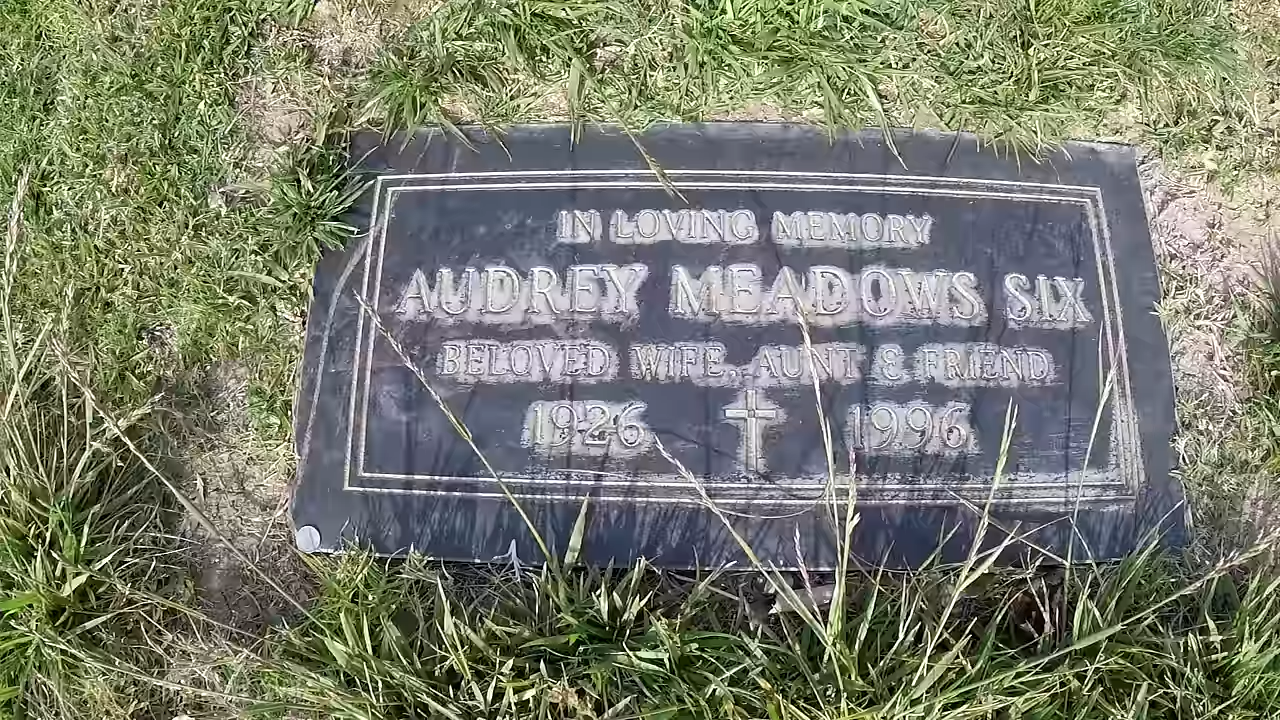 IN LOVING MEMORY
AUDREY MEADOWS SIX
BELOVED WIFE, AUNT & FRIEND
1926 1996